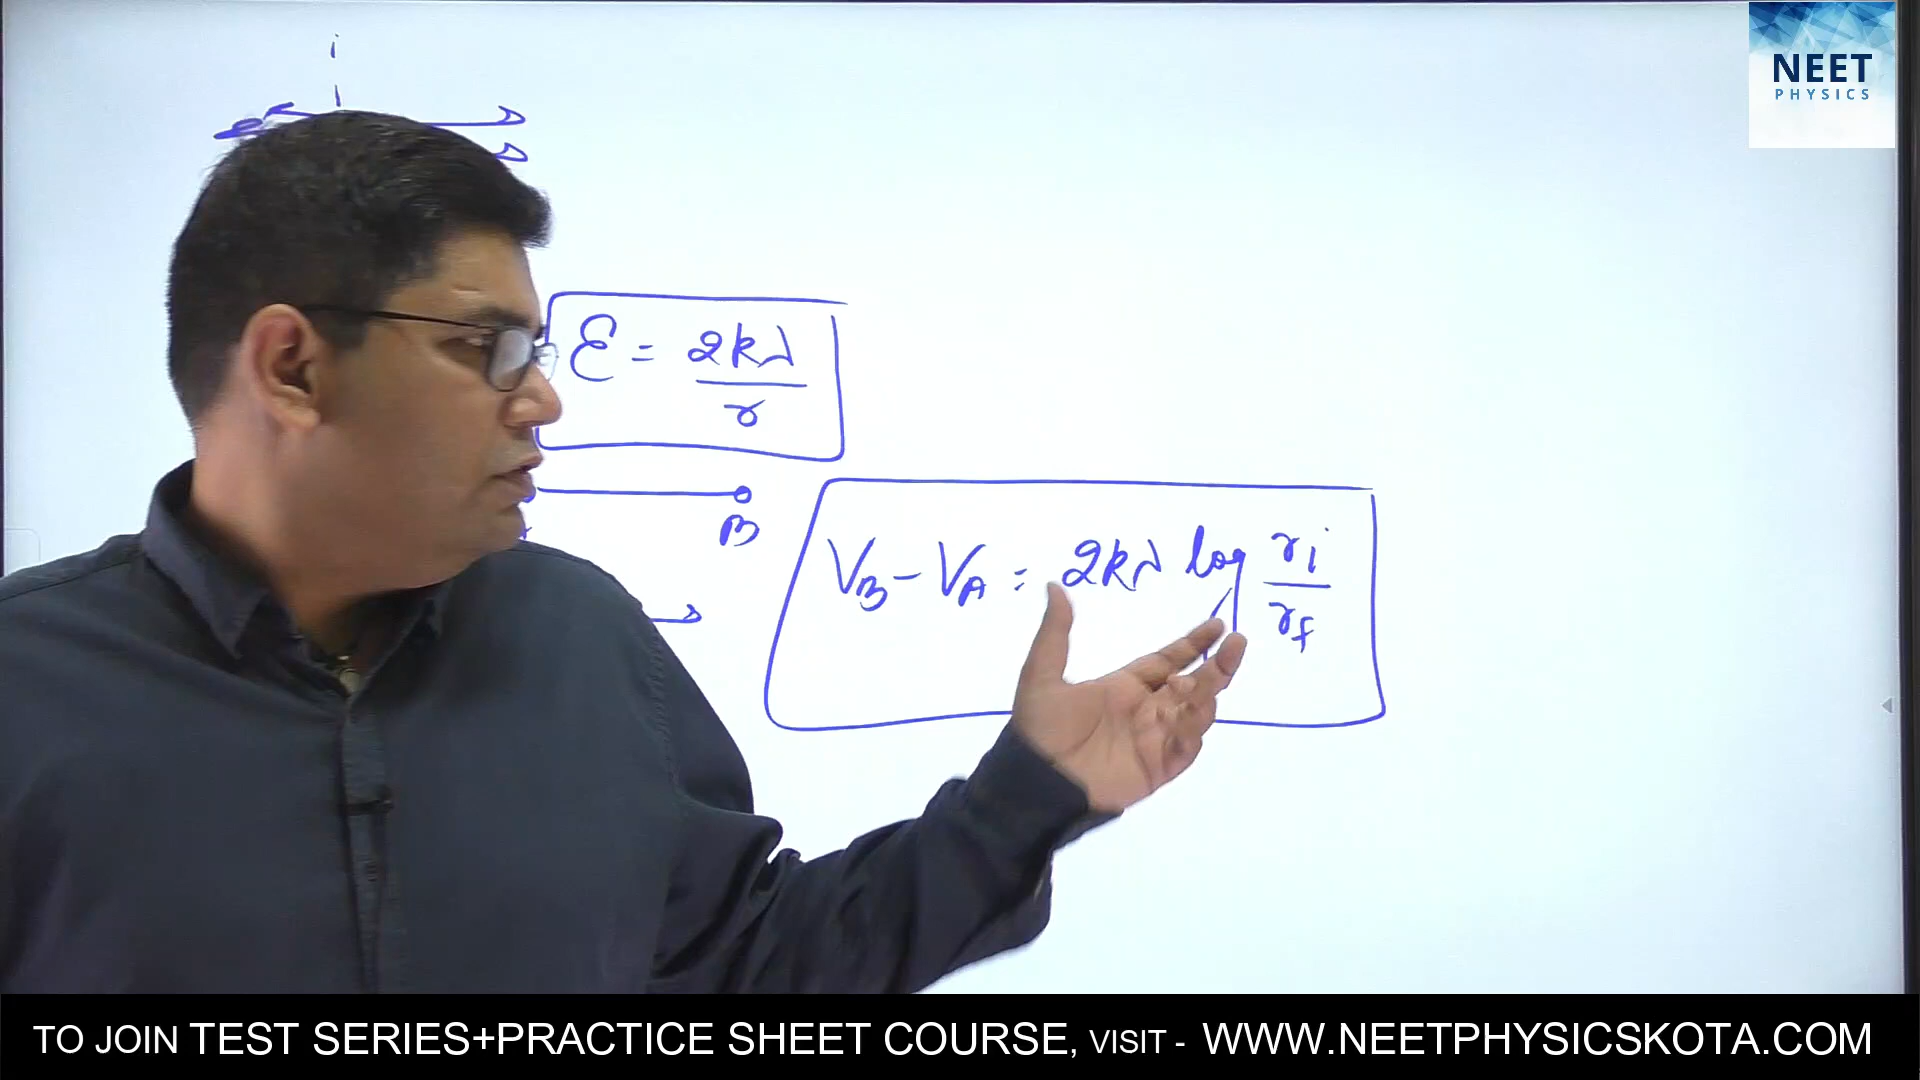 i
NEET
PHYSICS
E = 2kλ / r
B
V_B - V_A = 2kλ log r_i / r_f
TO JOIN TEST SERIES+PRACTICE SHEET COURSE, VISIT - WWW.NEETPHYSICSKOTA.COM